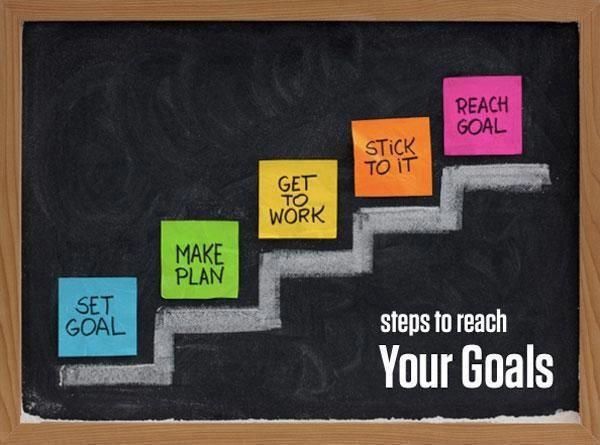 SET
GOAL
MAKE
PLAN
GET
TO
WORK
STiCK
TO iT
REACH
GOAL
steps to reach
Your Goals